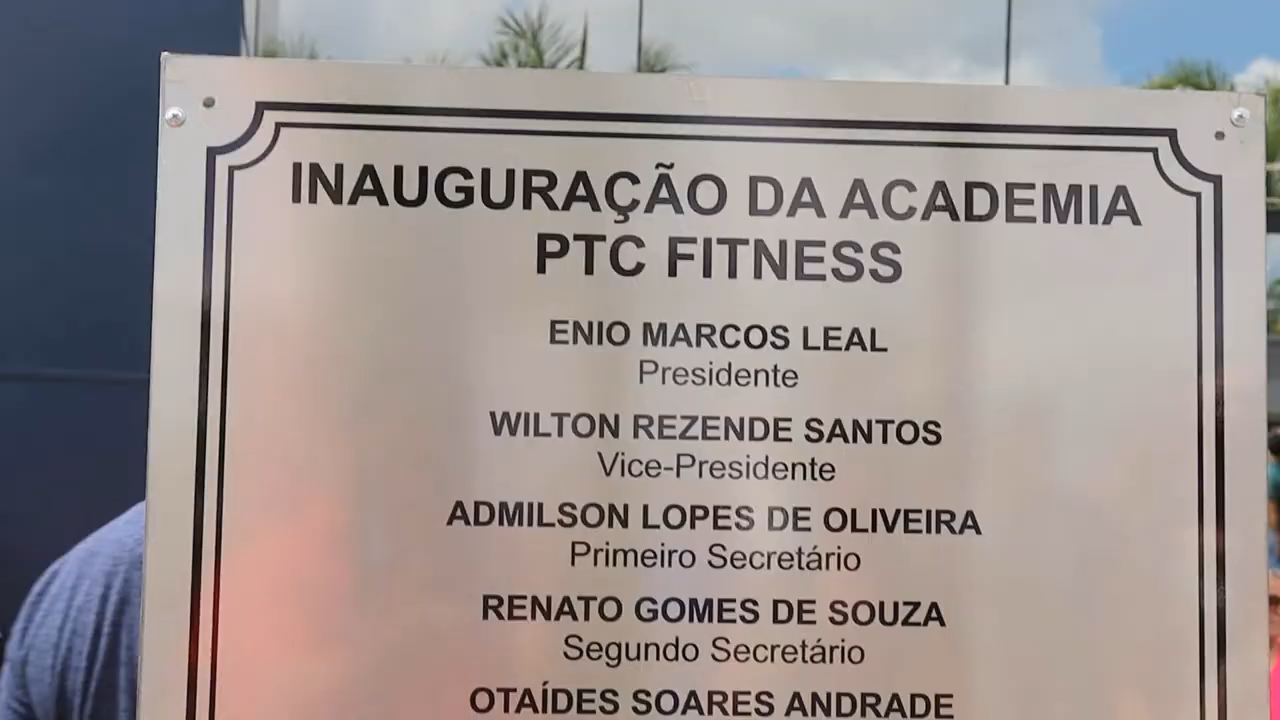 INAUGURAÇÃO DA ACADEMIA
PTC FITNESS
ENIO MARCOS LEAL
Presidente
WILTON REZENDE SANTOS
Vice-Presidente
ADMILSON LOPES DE OLIVEIRA
Primeiro Secretário
RENATO GOMES DE SOUZA
Segundo Secretário
OTAÍDES SOARES ANDRADE